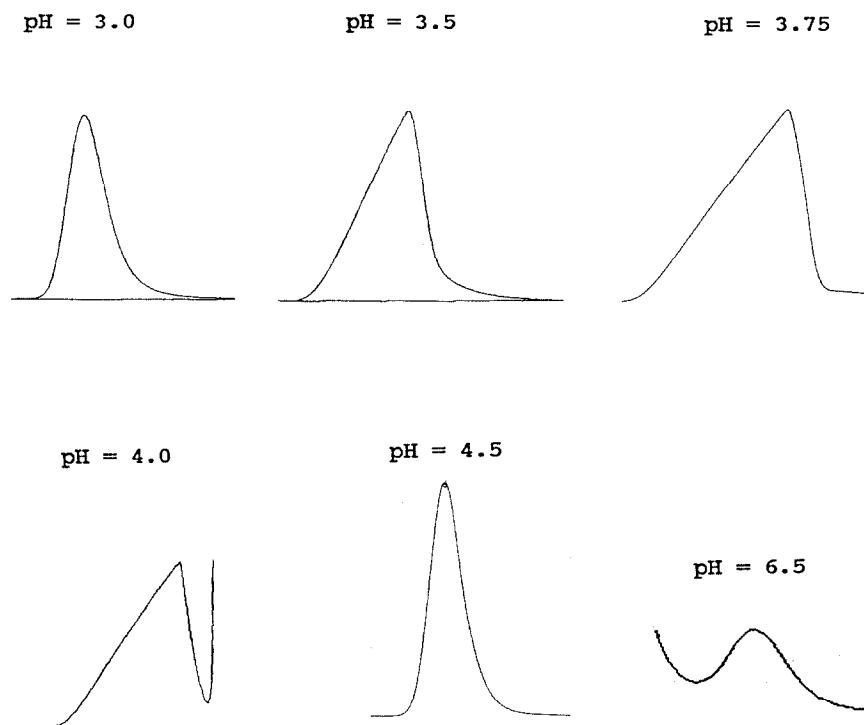 pH = 3.0
pH = 3.5
pH = 3.75
pH = 4.0
pH = 4.5
pH = 6.5